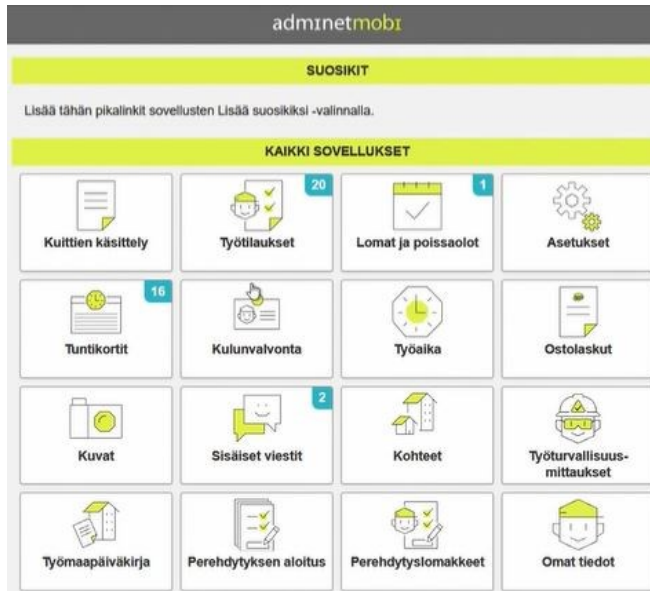 admınetmobı
SUOSIKIT
Lisää tähän pikalinkit sovellusten Lisää suosikiksi -valinnalla.
KAIKKI SOVELLUKSET
Kuittien käsittely
20
Työtilaukset
1
Lomat ja poissaolot
Asetukset
16
Tuntikortit
Kulunvalvonta
Työaika
Ostolaskut
Kuvat
2
Sisäiset viestit
Kohteet
Työturvallisuus-
mittaukset
Työmaapäiväkirja
Perehdytyksen aloitus
Perehdytyslomakkeet
Omat tiedot